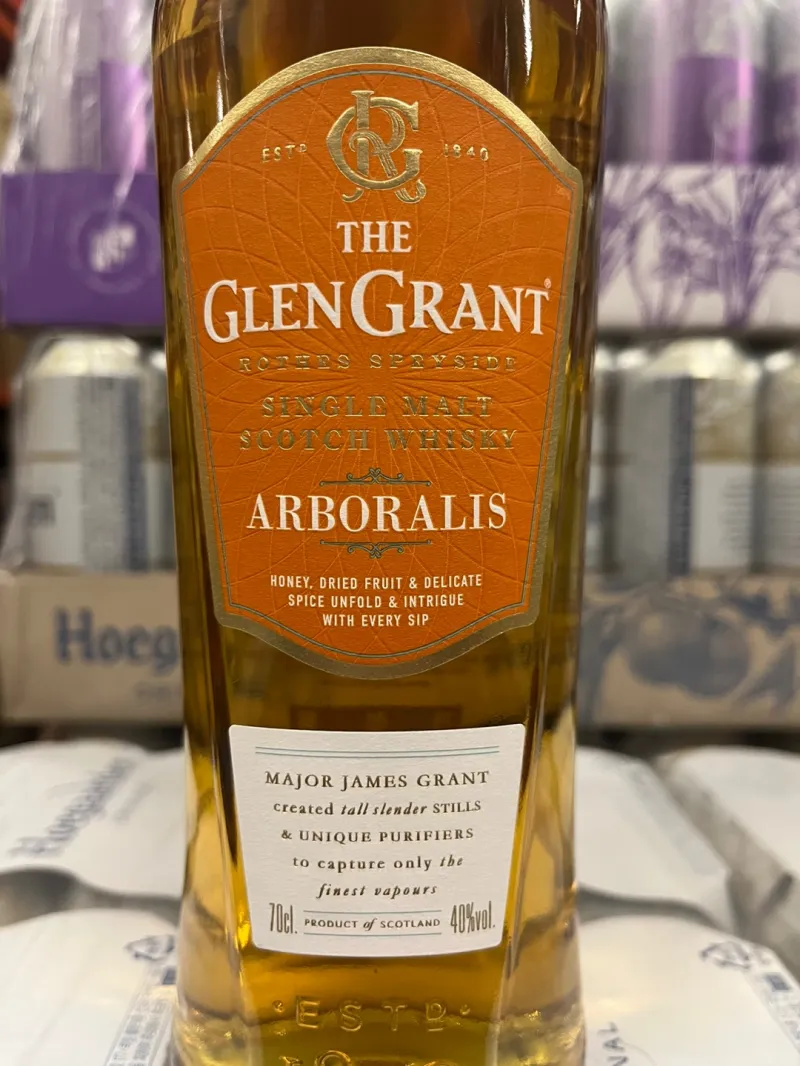 ESTD 1840
THE
GLENGRANT®
ROTHES SPEYSIDE
SINGLE MALT
SCOTCH WHISKY
ARBORALIS
HONEY, DRIED FRUIT & DELICATE
SPICE UNFOLD & INTRIGUE
WITH EVERY SIP
MAJOR JAMES GRANT
created tall slender STILLS
& UNIQUE PURIFIERS
to capture only the
finest vapours
70cl. PRODUCT of SCOTLAND 40%vol.
·ESTD·
Hoeg